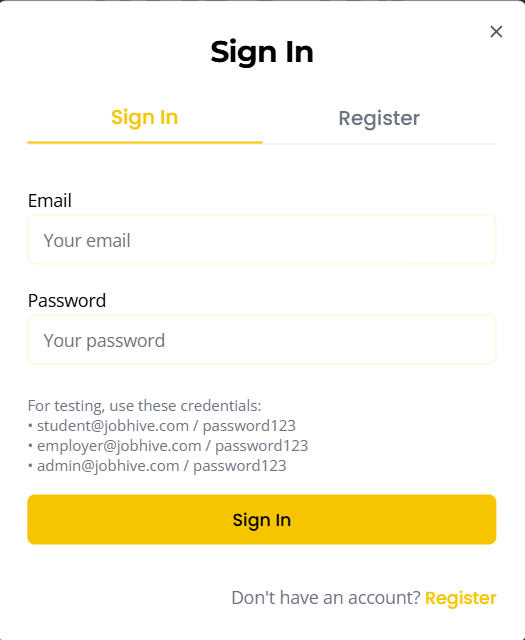 Sign In
Sign In
Register
Email
Your email
Password
Your password
For testing, use these credentials:
• student@jobhive.com / password123
• employer@jobhive.com / password123
• admin@jobhive.com / password123
Sign In
Don't have an account? Register